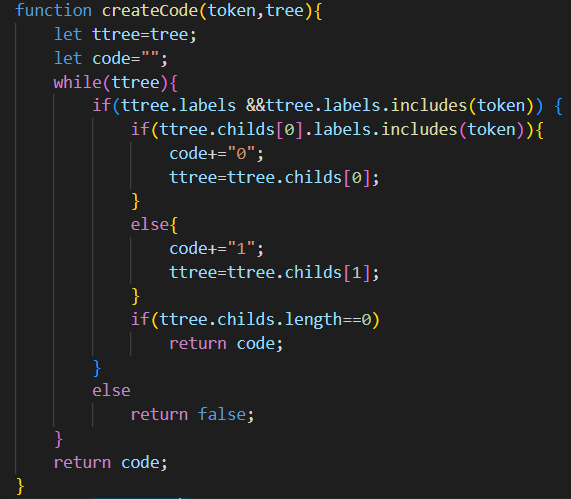 function createCode(token,tree){
let ttree=tree;
let code="";
while(ttree){
if(ttree.labels &&ttree.labels.includes(token)) {
if(ttree.childs[0].labels.includes(token)){
code+="0";
ttree=ttree.childs[0];
}
else{
code+="1";
ttree=ttree.childs[1];
}
if(ttree.childs.length==0)
return code;
}
else
return false;
}
return code;
}